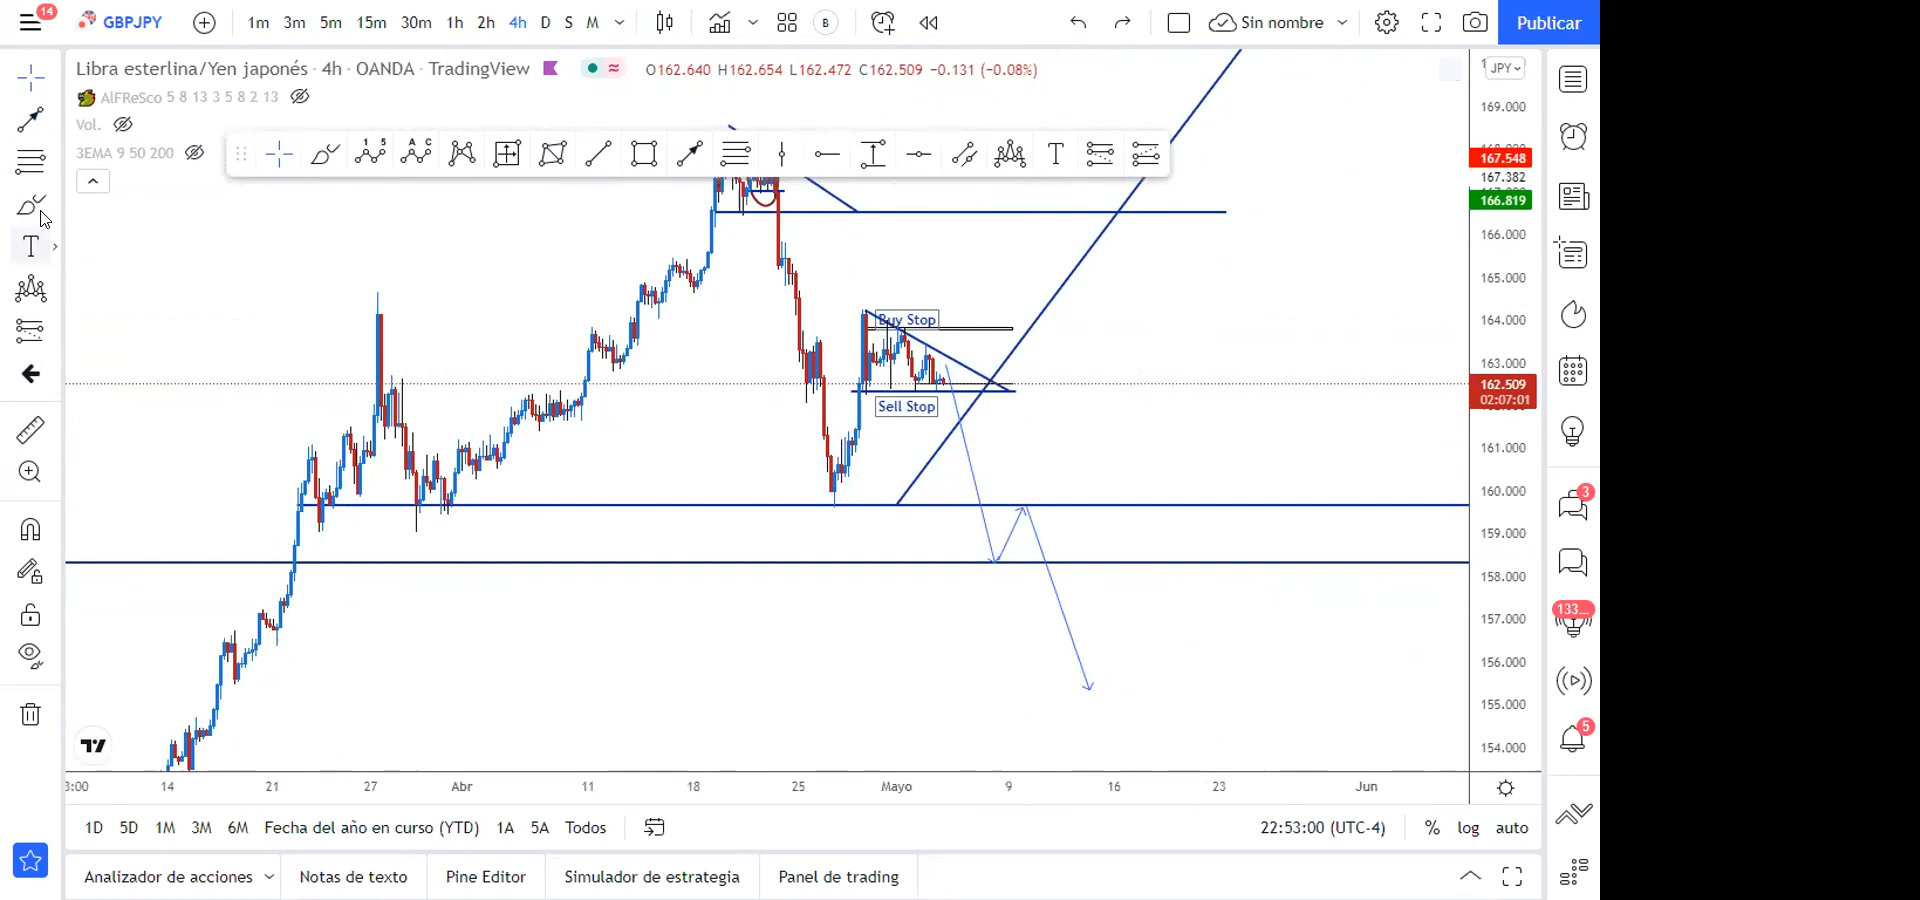 14
GBPJPY
1m 3m 5m 15m 30m 1h 2h 4h D S M
B
Sin nombre
Publicar
Libra esterlina/Yen japonés · 4h · OANDA · TradingView
O162.640 H162.654 L162.472 C162.509 −0.131 (−0.08%)
JPY
AlFReSco 5 8 13 3 5 8 2 13
Vol.
3EMA 9 50 200
1 5
A C
T
T
169.000
167.548
167.382
166.819
166.000
165.000
164.000
163.000
162.509
02:07:01
161.000
160.000
159.000
158.000
157.000
156.000
155.000
154.000
Buy Stop
Sell Stop
3
133...
5
3:00 14 21 27 Abr 11 18 25 Mayo 9 16 23 Jun
1D 5D 1M 3M 6M Fecha del año en curso (YTD) 1A 5A Todos
22:53:00 (UTC-4) % log auto
Analizador de acciones Notas de texto Pine Editor Simulador de estrategia Panel de trading